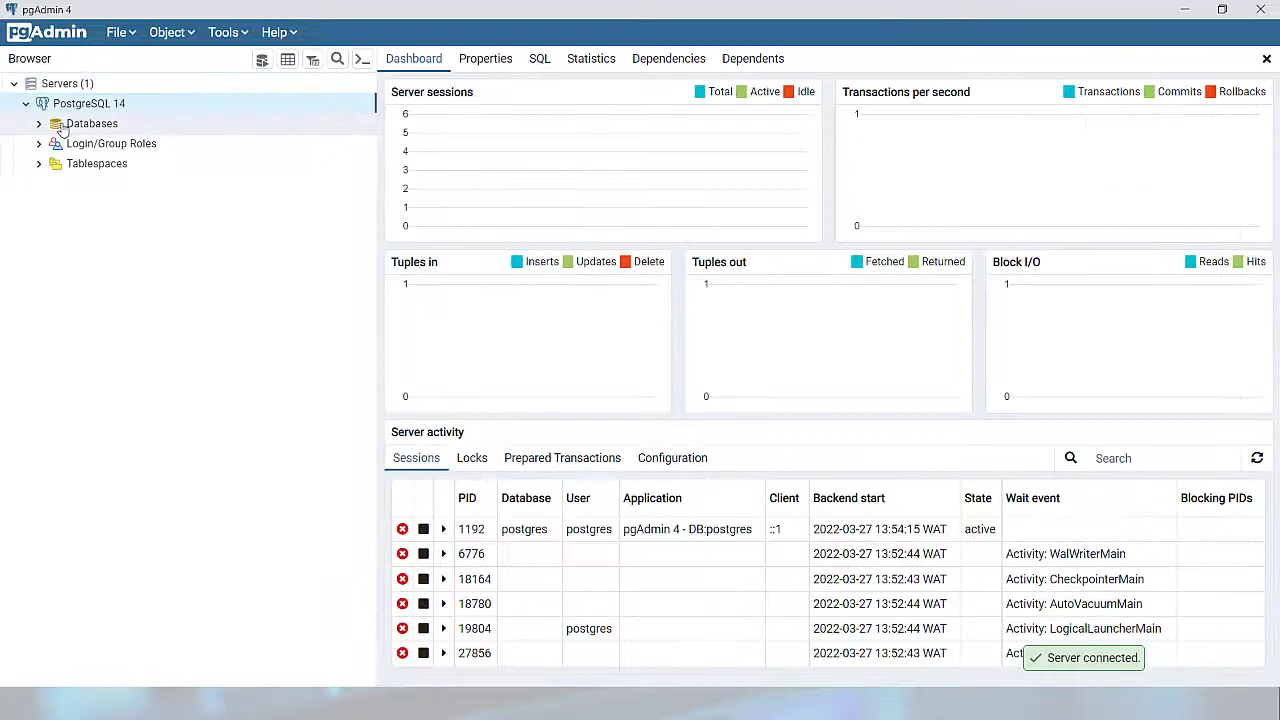 pgAdmin 4
pgAdmin File Object Tools Help
Browser
Dashboard Properties SQL Statistics Dependencies Dependents
Servers (1)
PostgreSQL 14
Databases
Login/Group Roles
Tablespaces
Server sessions Total Active Idle
6
5
4
3
2
1
0
Transactions per second Transactions Commits Rollbacks
1
0
Tuples in Inserts Updates Delete
1
0
Tuples out Fetched Returned
1
0
Block I/O Reads Hits
1
0
Server activity
Sessions Locks Prepared Transactions Configuration Search
PID Database User Application Client Backend start State Wait event Blocking PIDs
1192 postgres postgres pgAdmin 4 - DB:postgres ::1 2022-03-27 13:54:15 WAT active
6776 2022-03-27 13:52:44 WAT Activity: WalWriterMain
18164 2022-03-27 13:52:43 WAT Activity: CheckpointerMain
18780 2022-03-27 13:52:44 WAT Activity: AutoVacuumMain
19804 postgres 2022-03-27 13:52:44 WAT Activity: LogicalLauncherMain
27856 2022-03-27 13:52:43 WAT
Server connected.